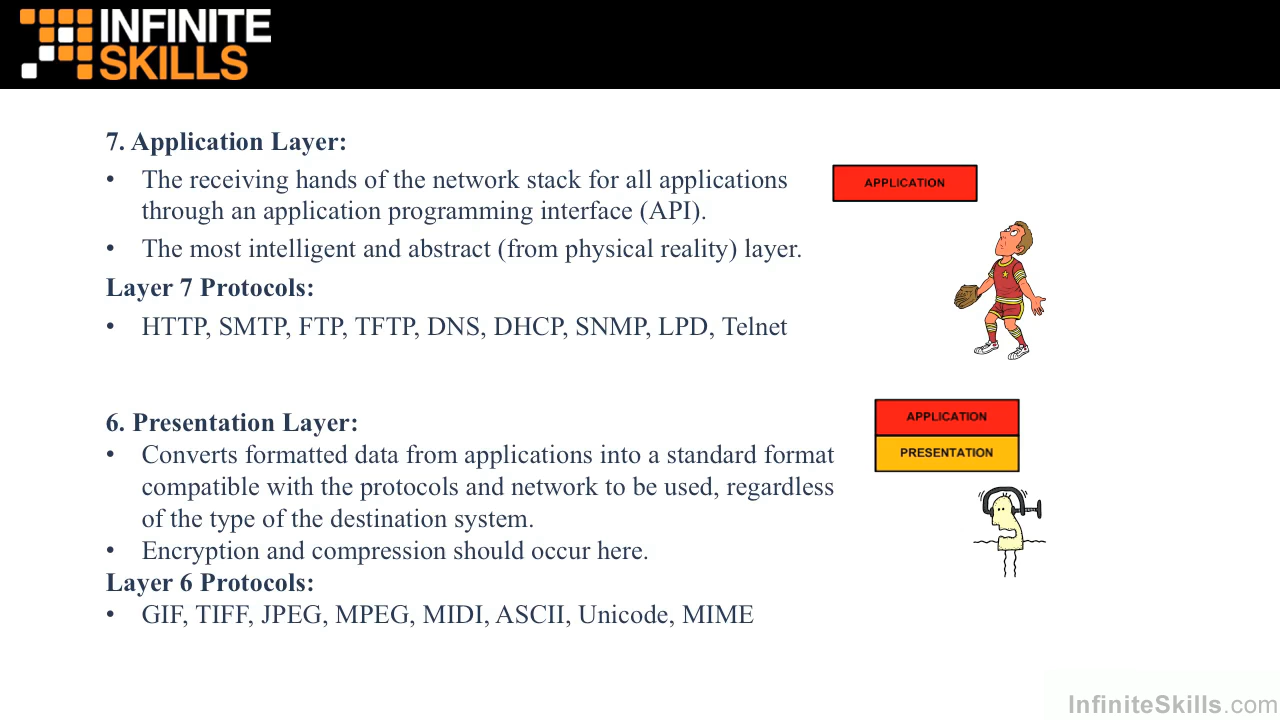 INFINITE
SKILLS
7. Application Layer:
• The receiving hands of the network stack for all applications
through an application programming interface (API).
• The most intelligent and abstract (from physical reality) layer.
Layer 7 Protocols:
• HTTP, SMTP, FTP, TFTP, DNS, DHCP, SNMP, LPD, Telnet
APPLICATION
6. Presentation Layer:
• Converts formatted data from applications into a standard format
compatible with the protocols and network to be used, regardless
of the type of the destination system.
• Encryption and compression should occur here.
Layer 6 Protocols:
• GIF, TIFF, JPEG, MPEG, MIDI, ASCII, Unicode, MIME
APPLICATION
PRESENTATION
InfiniteSkills.com